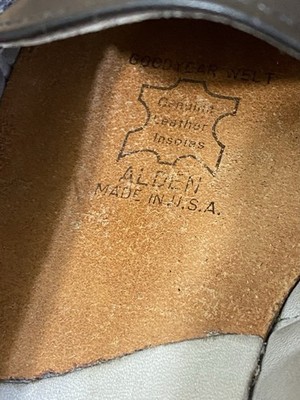 GOODYEAR WELT
Genuine
Leather
Insoles
ALDEN
MADE IN U.S.A.